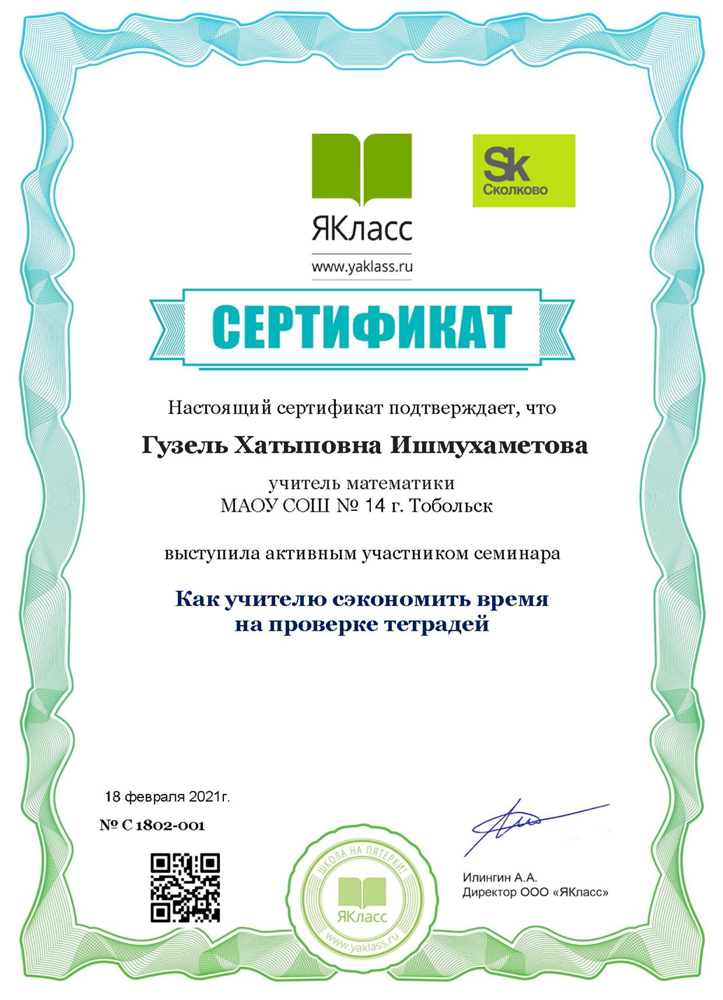 ЯКласс
www.yaklass.ru
Sk
Сколково
СЕРТИФИКАТ
Настоящий сертификат подтверждает, что
Гузель Хатыповна Ишмухаметова
учитель математики
МАОУ СОШ № 14 г. Тобольск
выступила активным участником семинара
Как учителю сэкономить время
на проверке тетрадей
18 февраля 2021г.
№ С 1802-001
ШКОЛА НА ПЯТЕРКИ!
ЯКласс
www.yaklass.ru
Илингин А.А.
Директор ООО «ЯКласс»